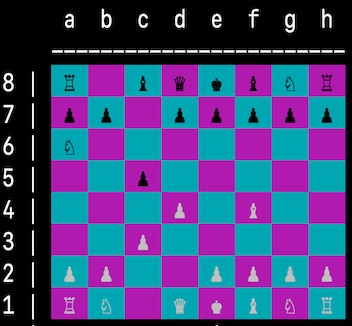 a b c d e f g h
8 | ♖ ♝ ♛ ♚ ♝ ♘ ♖
7 | ♟ ♟ ♟ ♟ ♟ ♟ ♟
6 | ♘
5 | ♟
4 | ♟ ♝
3 | ♟
2 | ♟ ♟ ♟ ♟ ♟ ♟
1 | ♖ ♘ ♛ ♚ ♝ ♘ ♖